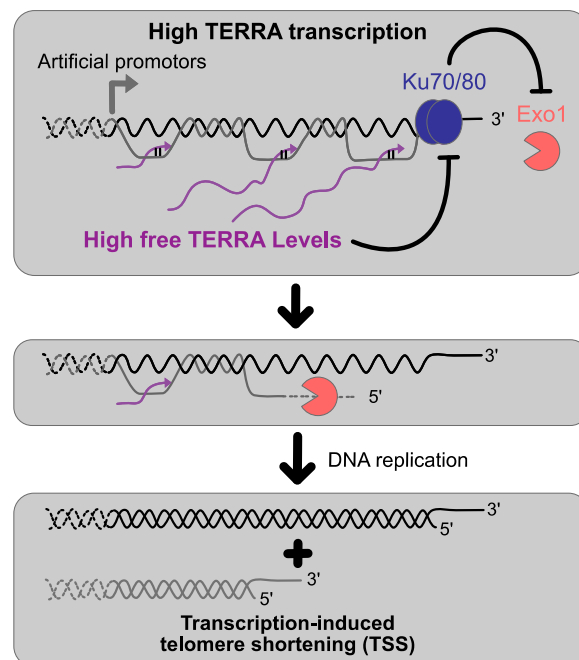 High TERRA transcription
Artificial promotors
Ku70/80
3' Exo1
High free TERRA Levels
3'
5'
DNA replication
3'
5'
3'
5'
Transcription-induced
telomere shortening (TSS)